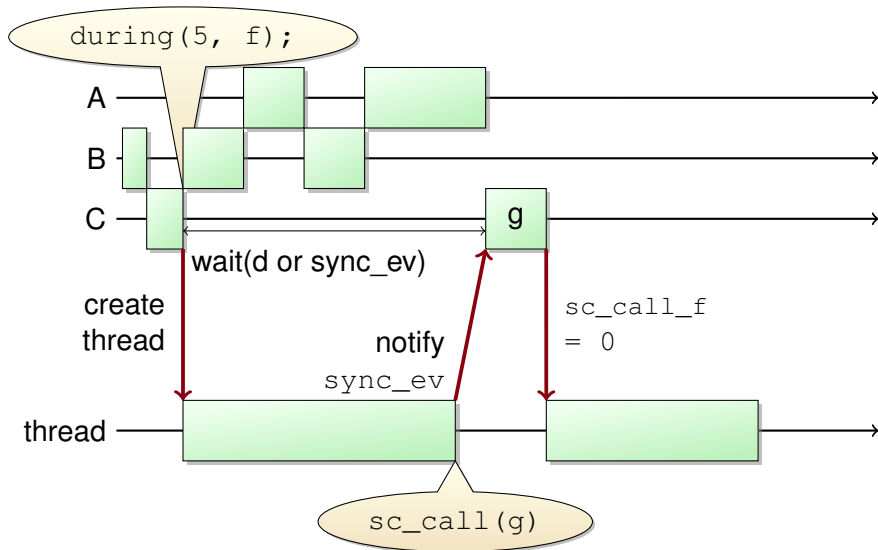 during(5, f);
A
B
C
g
wait(d or sync_ev)
create
thread
notify
sync_ev
sc_call_f
= 0
thread
sc_call(g)